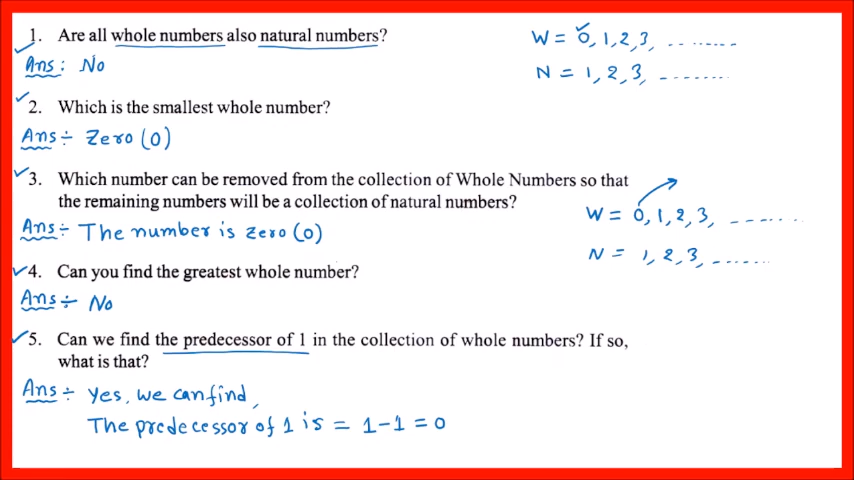 1. Are all whole numbers also natural numbers?
Ans: No
W = 0, 1, 2, 3, ..........
N = 1, 2, 3, ..........
2. Which is the smallest whole number?
Ans÷ Zero (0)
3. Which number can be removed from the collection of Whole Numbers so that
the remaining numbers will be a collection of natural numbers?
Ans÷ The number is zero (0)
W = 0, 1, 2, 3, ..........
N = 1, 2, 3, ..........
4. Can you find the greatest whole number?
Ans÷ No
5. Can we find the predecessor of 1 in the collection of whole numbers? If so,
what is that?
Ans÷ Yes, we can find,
The predecessor of 1 is = 1-1 = 0